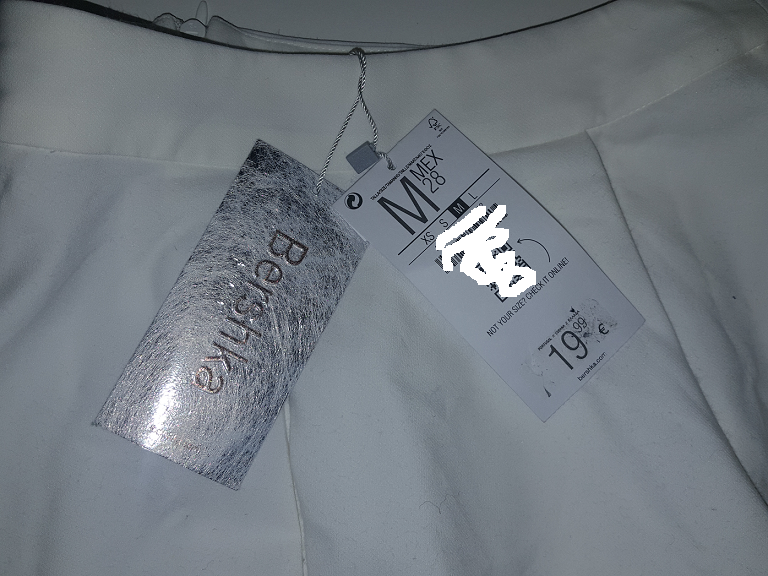 Bershka
M MEX
28
XS S M L
NOT YOUR SIZE? CHECK IT ONLINE!
19,99
€
bershka.com